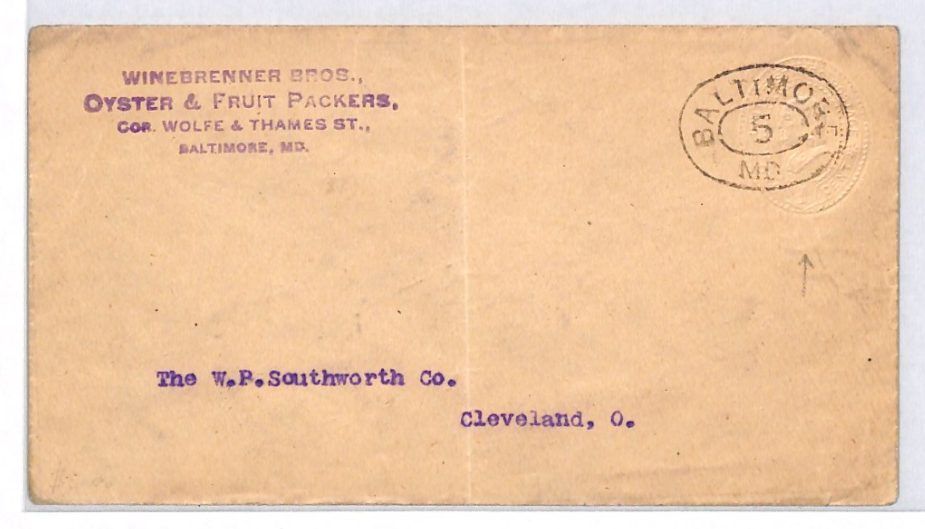 WINEBRENNER BROS.,
OYSTER & FRUIT PACKERS,
COR. WOLFE & THAMES ST.,
BALTIMORE, MD.
BALTIMORE
5
MD
The W.P.Southworth Co.
Cleveland, O.